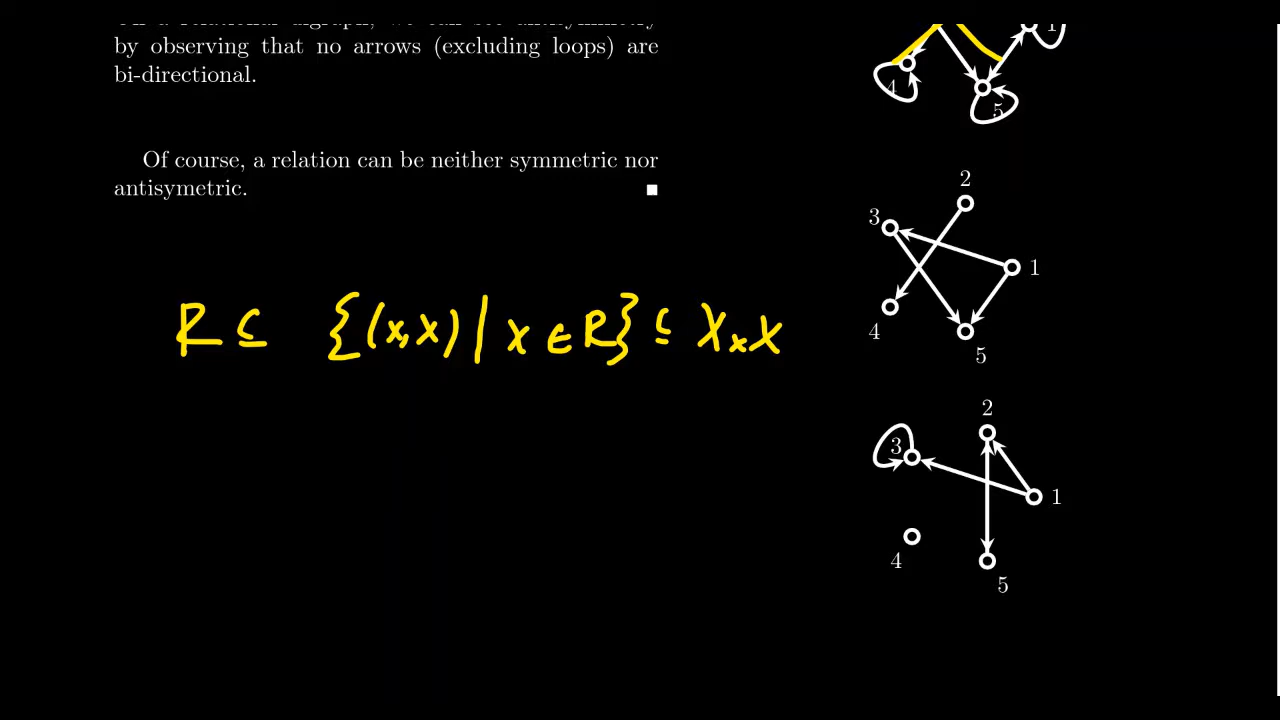 by observing that no arrows (excluding loops) are
bi-directional.
Of course, a relation can be neither symmetric nor
antisymetric.
R ⊆ {(x,x) | x ∈ R} ⊆ X × X
1
4
5
2
3
1
4
5
2
3
1
4
5